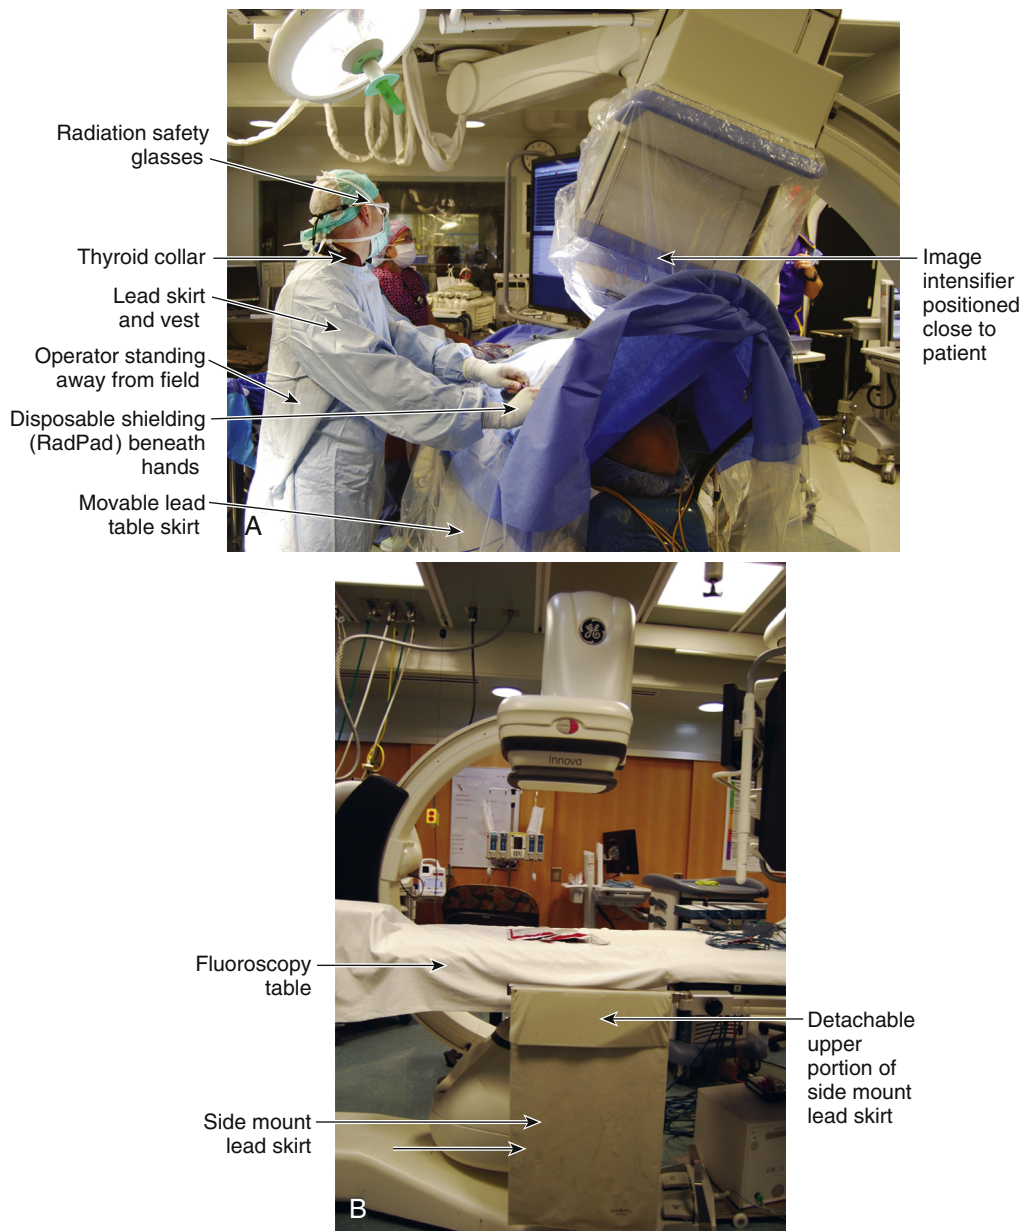 Radiation safety
glasses
Thyroid collar
Lead skirt
and vest
Operator standing
away from field
Disposable shielding
(RadPad) beneath
hands
Movable lead
table skirt
Image
intensifier
positioned
close to
patient
A
GE
Innova
Fluoroscopy
table
Detachable
upper
portion of
side mount
lead skirt
Side mount
lead skirt
B